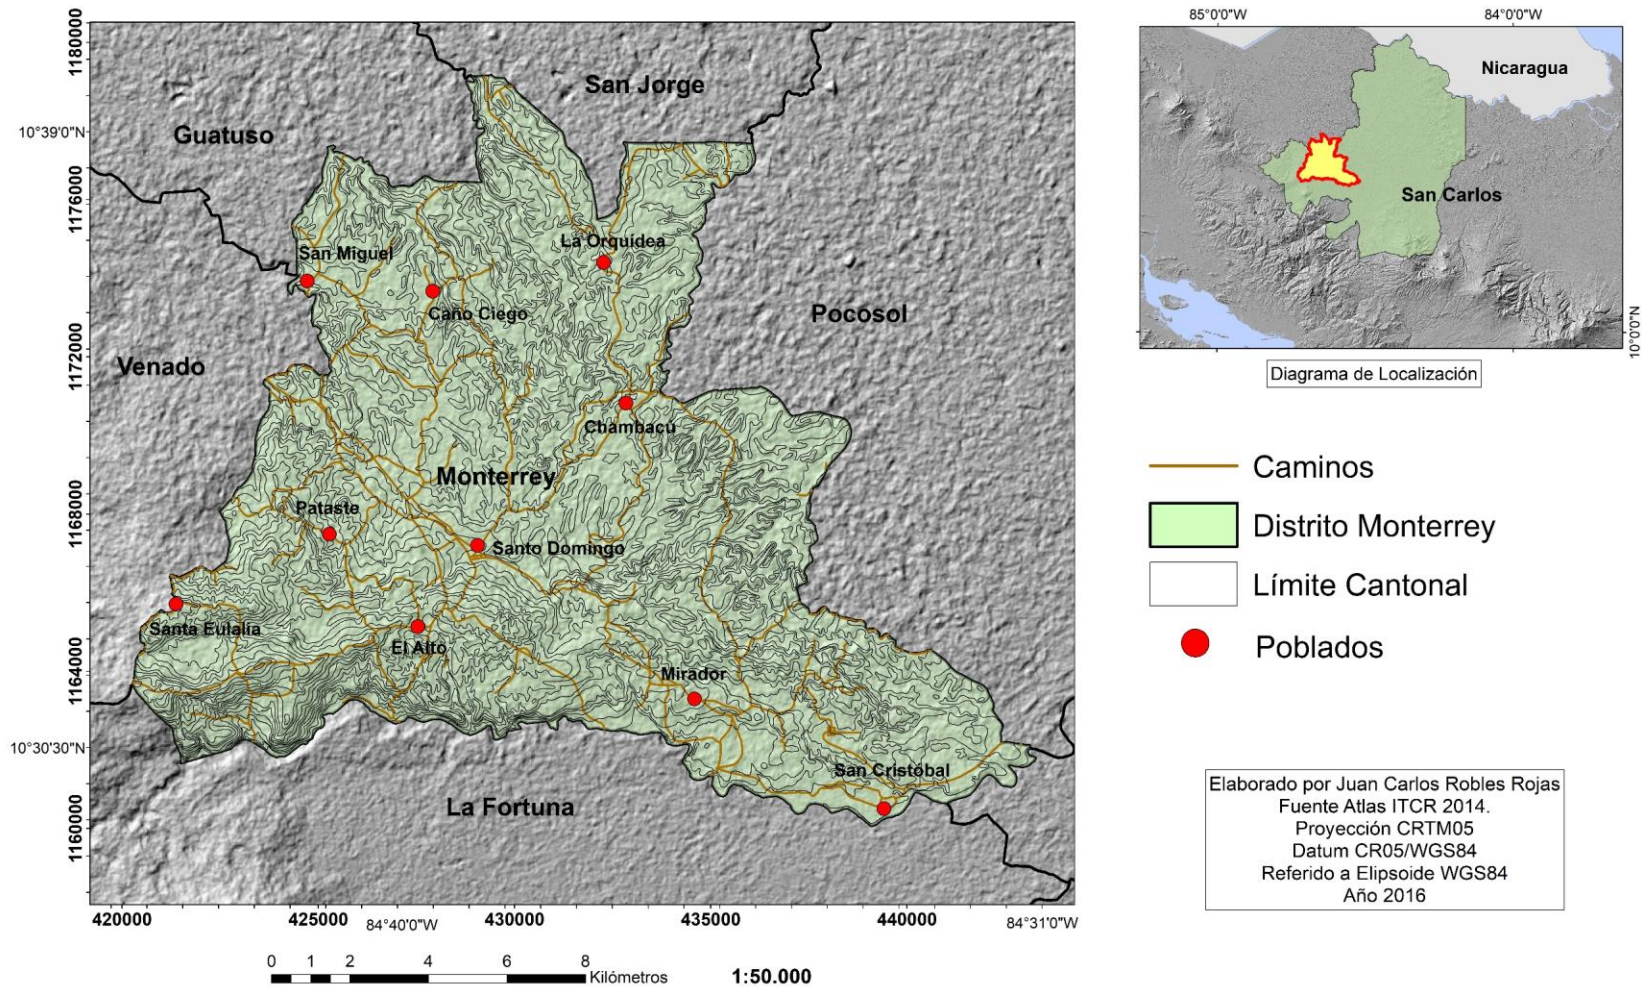 1180000
10°39'0"N
1176000
1172000
1168000
1164000
10°30'30"N
1160000
San Jorge
Guatuso
San Miguel
La Orquídea
Caño Ciego
Pocosol
Venado
Chambacú
Monterrey
Pataste
Santo Domingo
Santa Eulalia
El Alto
Mirador
San Cristóbal
La Fortuna
420000
425000
84°40'0"W
430000
435000
440000
84°31'0"W
0 1 2 4 6 8
Kilómetros
1:50.000
85°0'0"W
84°0'0"W
Nicaragua
San Carlos
10°0'0"N
Diagrama de Localización
Caminos
Distrito Monterrey
Límite Cantonal
Poblados
Elaborado por Juan Carlos Robles Rojas
Fuente Atlas ITCR 2014.
Proyección CRTM05
Datum CR05/WGS84
Referido a Elipsoide WGS84
Año 2016